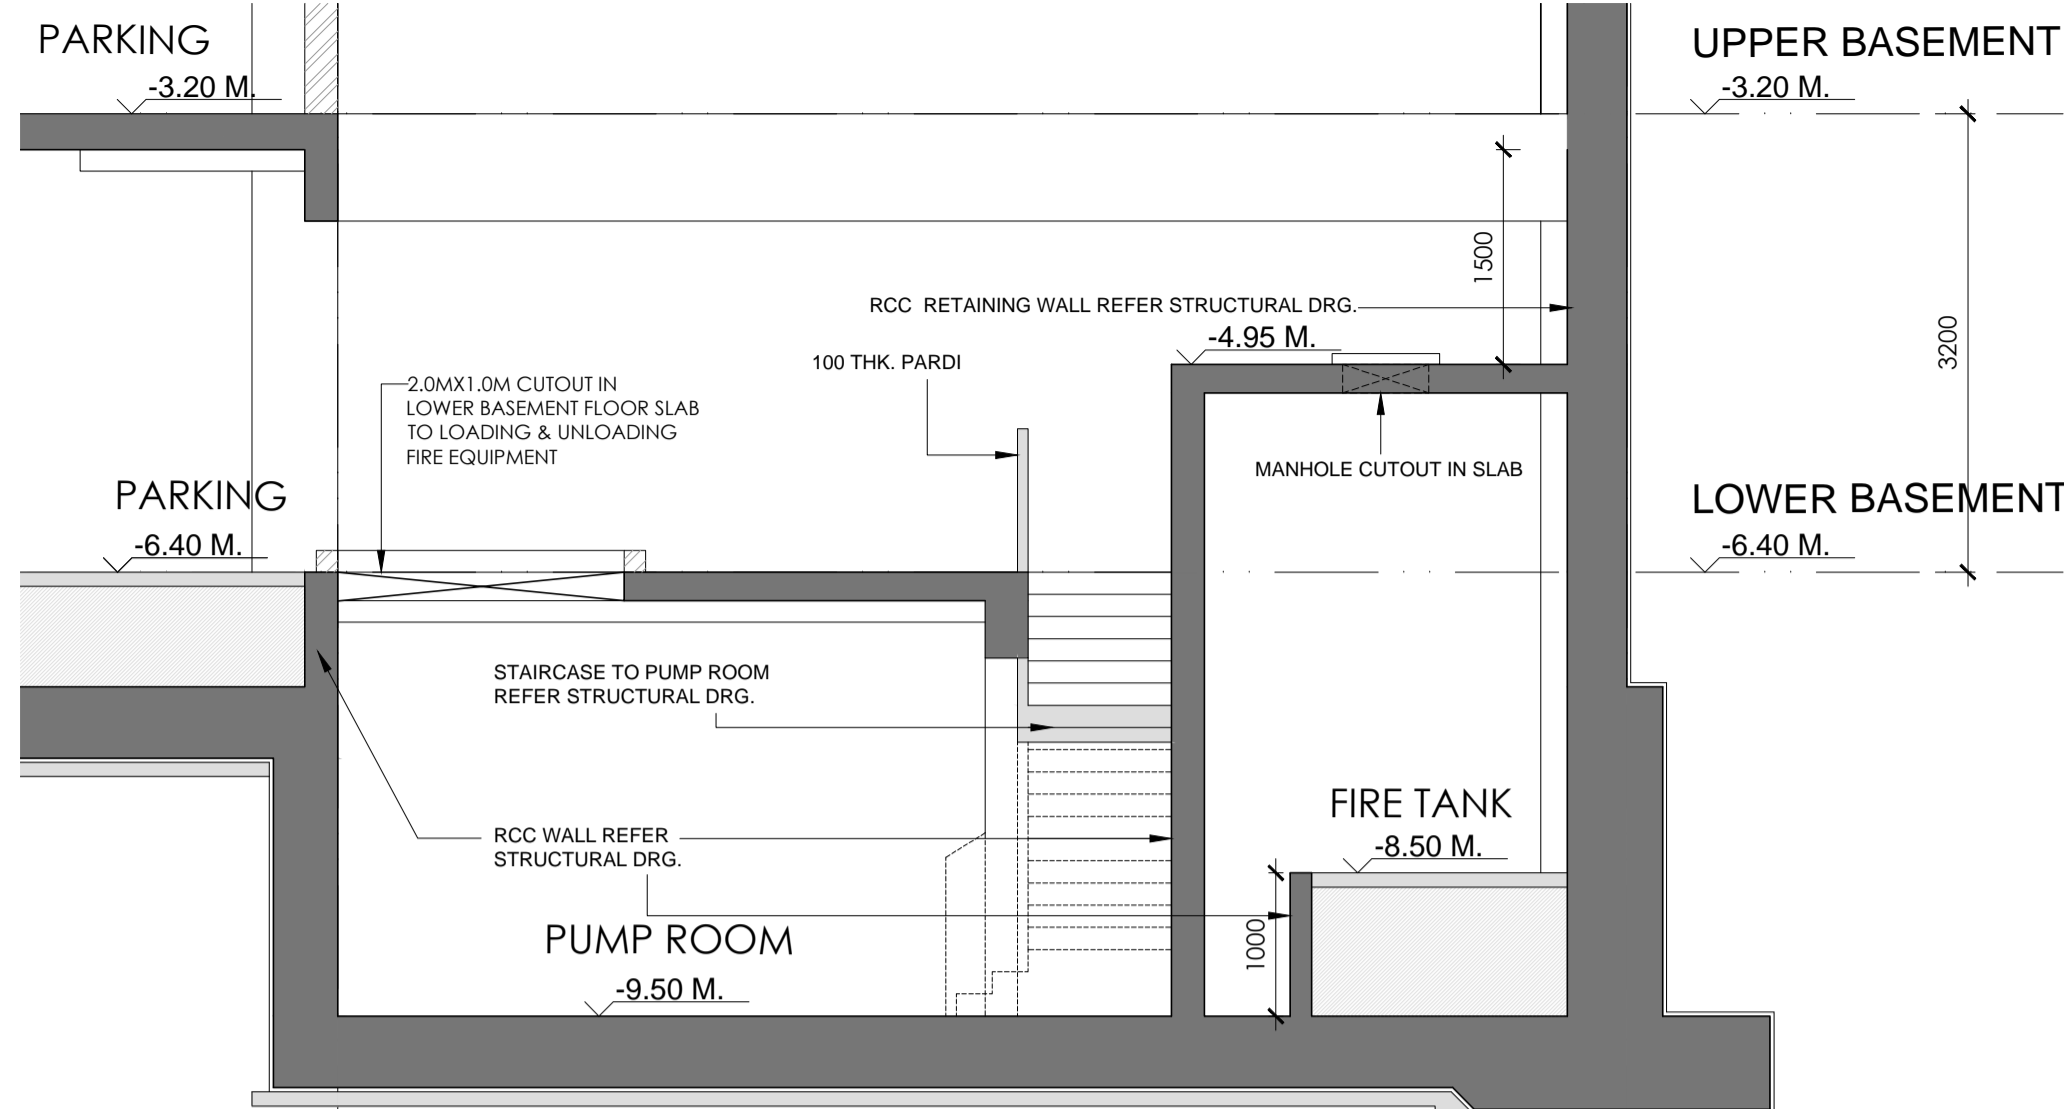 PARKING
-3.20 M.
UPPER BASEMENT
-3.20 M.
1500
3200
RCC RETAINING WALL REFER STRUCTURAL DRG.
-4.95 M.
100 THK. PARDI
2.0MX1.0M CUTOUT IN
LOWER BASEMENT FLOOR SLAB
TO LOADING & UNLOADING
FIRE EQUIPMENT
MANHOLE CUTOUT IN SLAB
PARKING
-6.40 M.
LOWER BASEMENT
-6.40 M.
STAIRCASE TO PUMP ROOM
REFER STRUCTURAL DRG.
FIRE TANK
-8.50 M.
RCC WALL REFER
STRUCTURAL DRG.
1000
PUMP ROOM
-9.50 M.